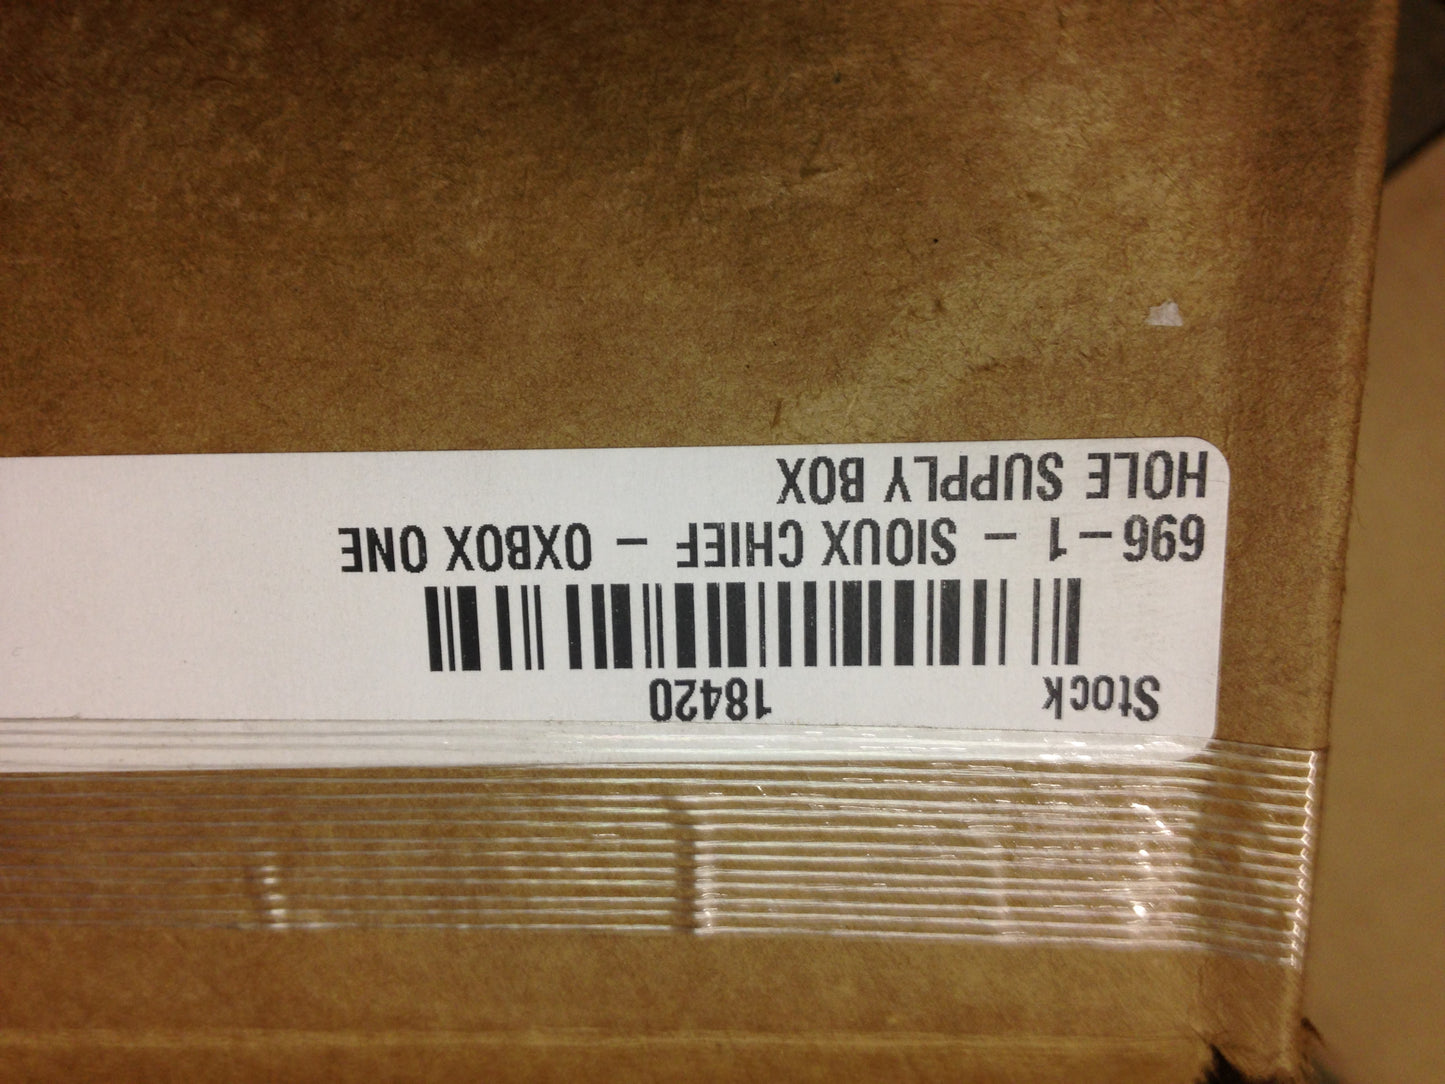 Stock 18420
696-1 - SIOUX CHIEF - OXBOX ONE
HOLE SUPPLY BOX